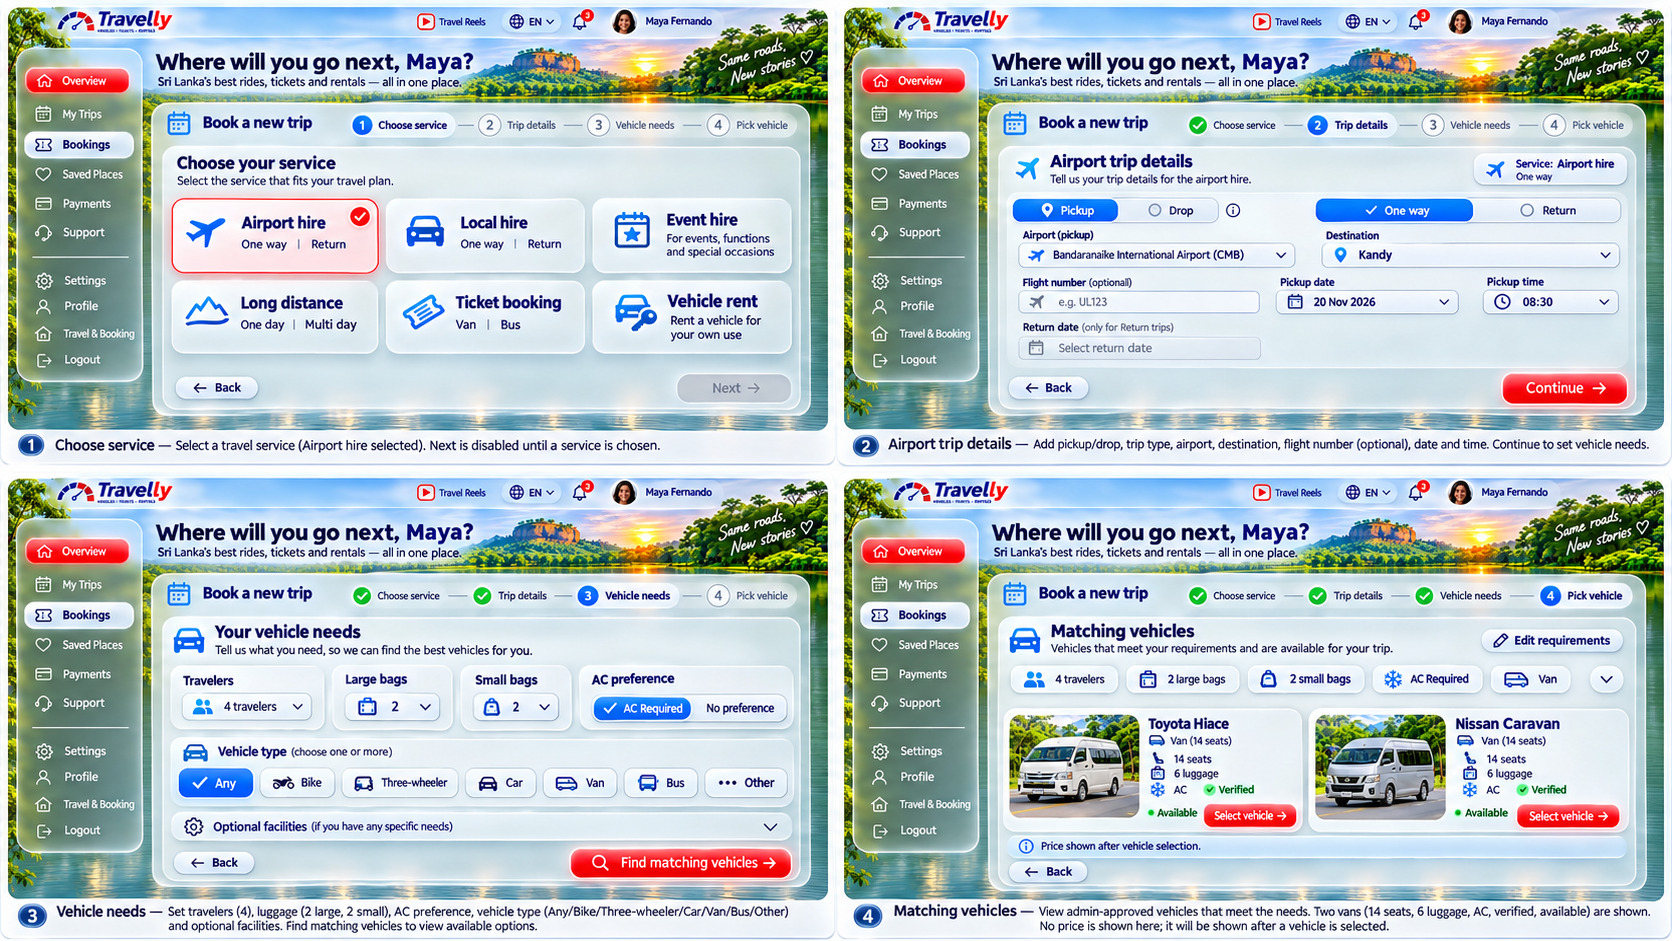 Travelly
Travel Reels
EN
3
Maya Fernando
Where will you go next, Maya?
Sri Lanka's best rides, tickets and rentals — all in one place.
Same roads.
New stories ♡
Overview
My Trips
Bookings
Saved Places
Payments
Support
Settings
Profile
Travel & Booking
Logout
Book a new trip
1 Choose service
2 Trip details
3 Vehicle needs
4 Pick vehicle
Choose your service
Select the service that fits your travel plan.
Airport hire
One way | Return
Local hire
One way | Return
Event hire
For events, functions
and special occasions
Long distance
One day | Multi day
Ticket booking
Van | Bus
Vehicle rent
Rent a vehicle for
your own use
← Back
Next →
1 Choose service — Select a travel service (Airport hire selected). Next is disabled until a service is chosen.
Travelly
Travel Reels
EN
3
Maya Fernando
Where will you go next, Maya?
Sri Lanka's best rides, tickets and rentals — all in one place.
Same roads.
New stories ♡
Overview
My Trips
Bookings
Saved Places
Payments
Support
Settings
Profile
Travel & Booking
Logout
Book a new trip
Choose service
2 Trip details
3 Vehicle needs
4 Pick vehicle
Airport trip details
Tell us your trip details for the airport hire.
Service: Airport hire
One way
Pickup
Drop
One way
Return
Airport (pickup)
Bandaranaike International Airport (CMB)
Destination
Kandy
Flight number (optional)
e.g. UL123
Pickup date
20 Nov 2026
Pickup time
08:30
Return date (only for Return trips)
Select return date
← Back
Continue →
2 Airport trip details — Add pickup/drop, trip type, airport, destination, flight number (optional), date and time. Continue to set vehicle needs.
Travelly
Travel Reels
EN
3
Maya Fernando
Where will you go next, Maya?
Sri Lanka's best rides, tickets and rentals — all in one place.
Same roads.
New stories ♡
Overview
My Trips
Bookings
Saved Places
Payments
Support
Settings
Profile
Travel & Booking
Logout
Book a new trip
Choose service
Trip details
3 Vehicle needs
4 Pick vehicle
Your vehicle needs
Tell us what you need, so we can find the best vehicles for you.
Travelers
4 travelers
Large bags
2
Small bags
2
AC preference
AC Required
No preference
Vehicle type (choose one or more)
Any
Bike
Three-wheeler
Car
Van
Bus
Other
Optional facilities (if you have any specific needs)
← Back
Find matching vehicles →
3 Vehicle needs — Set travelers (4), luggage (2 large, 2 small), AC preference, vehicle type (Any/Bike/Three-wheeler/Car/Van/Bus/Other)
and optional facilities. Find matching vehicles to view available options.
Travelly
Travel Reels
EN
3
Maya Fernando
Where will you go next, Maya?
Sri Lanka's best rides, tickets and rentals — all in one place.
Same roads.
New stories ♡
Overview
My Trips
Bookings
Saved Places
Payments
Support
Settings
Profile
Travel & Booking
Logout
Book a new trip
Choose service
Trip details
Vehicle needs
4 Pick vehicle
Matching vehicles
Vehicles that meet your requirements and are available for your trip.
Edit requirements
4 travelers
2 large bags
2 small bags
AC Required
Van
Toyota Hiace
Van (14 seats)
14 seats
6 luggage
AC
Verified
Available
Select vehicle →
Nissan Caravan
Van (14 seats)
14 seats
6 luggage
AC
Verified
Available
Select vehicle →
Price shown after vehicle selection.
← Back
4 Matching vehicles — View admin-approved vehicles that meet the needs. Two vans (14 seats, 6 luggage, AC, verified, available) are shown.
No price is shown here; it will be shown after a vehicle is selected.